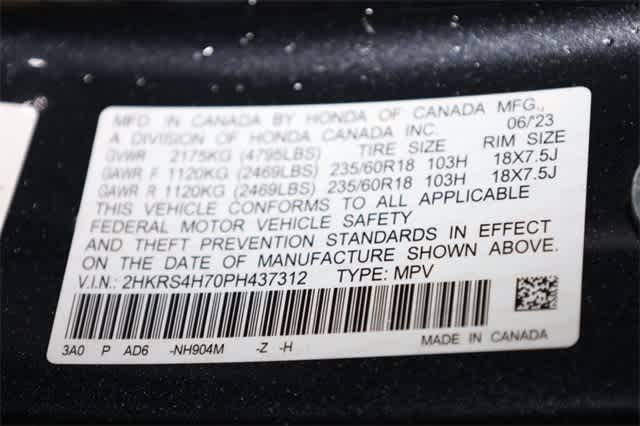 MFD IN CANADA BY HONDA OF CANADA MFG.,
A DIVISION OF HONDA CANADA INC. 06/'23
GVWR 2175KG (4795LBS) TIRE SIZE RIM SIZE
GAWR F 1120KG (2469LBS) 235/60R18 103H 18X7.5J
GAWR R 1120KG (2469LBS) 235/60R18 103H 18X7.5J
THIS VEHICLE CONFORMS TO ALL APPLICABLE
FEDERAL MOTOR VEHICLE SAFETY
AND THEFT PREVENTION STANDARDS IN EFFECT
ON THE DATE OF MANUFACTURE SHOWN ABOVE.
V.I.N.: 2HKRS4H70PH437312 TYPE: MPV
3A0 P AD6 -NH904M -Z -H MADE IN CANADA